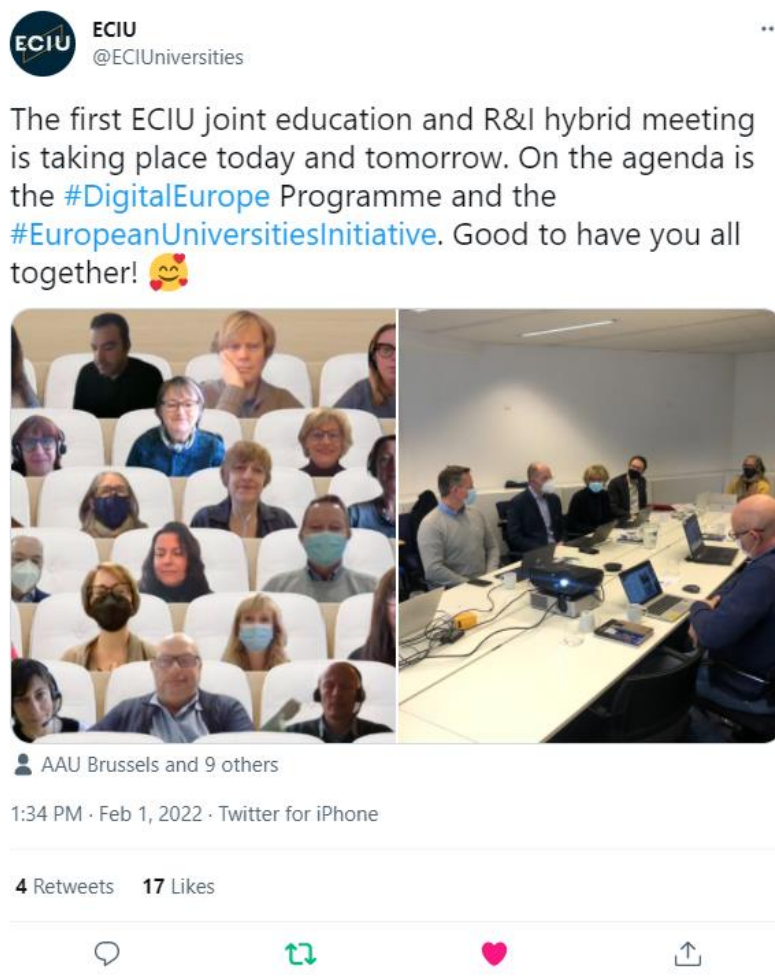 ECIU
ECIU
@ECIUniversities
The first ECIU joint education and R&I hybrid meeting
is taking place today and tomorrow. On the agenda is
the #DigitalEurope Programme and the
#EuropeanUniversitiesInitiative. Good to have you all
together! 🥰
AAU Brussels and 9 others
1:34 PM · Feb 1, 2022 · Twitter for iPhone
4 Retweets 17 Likes